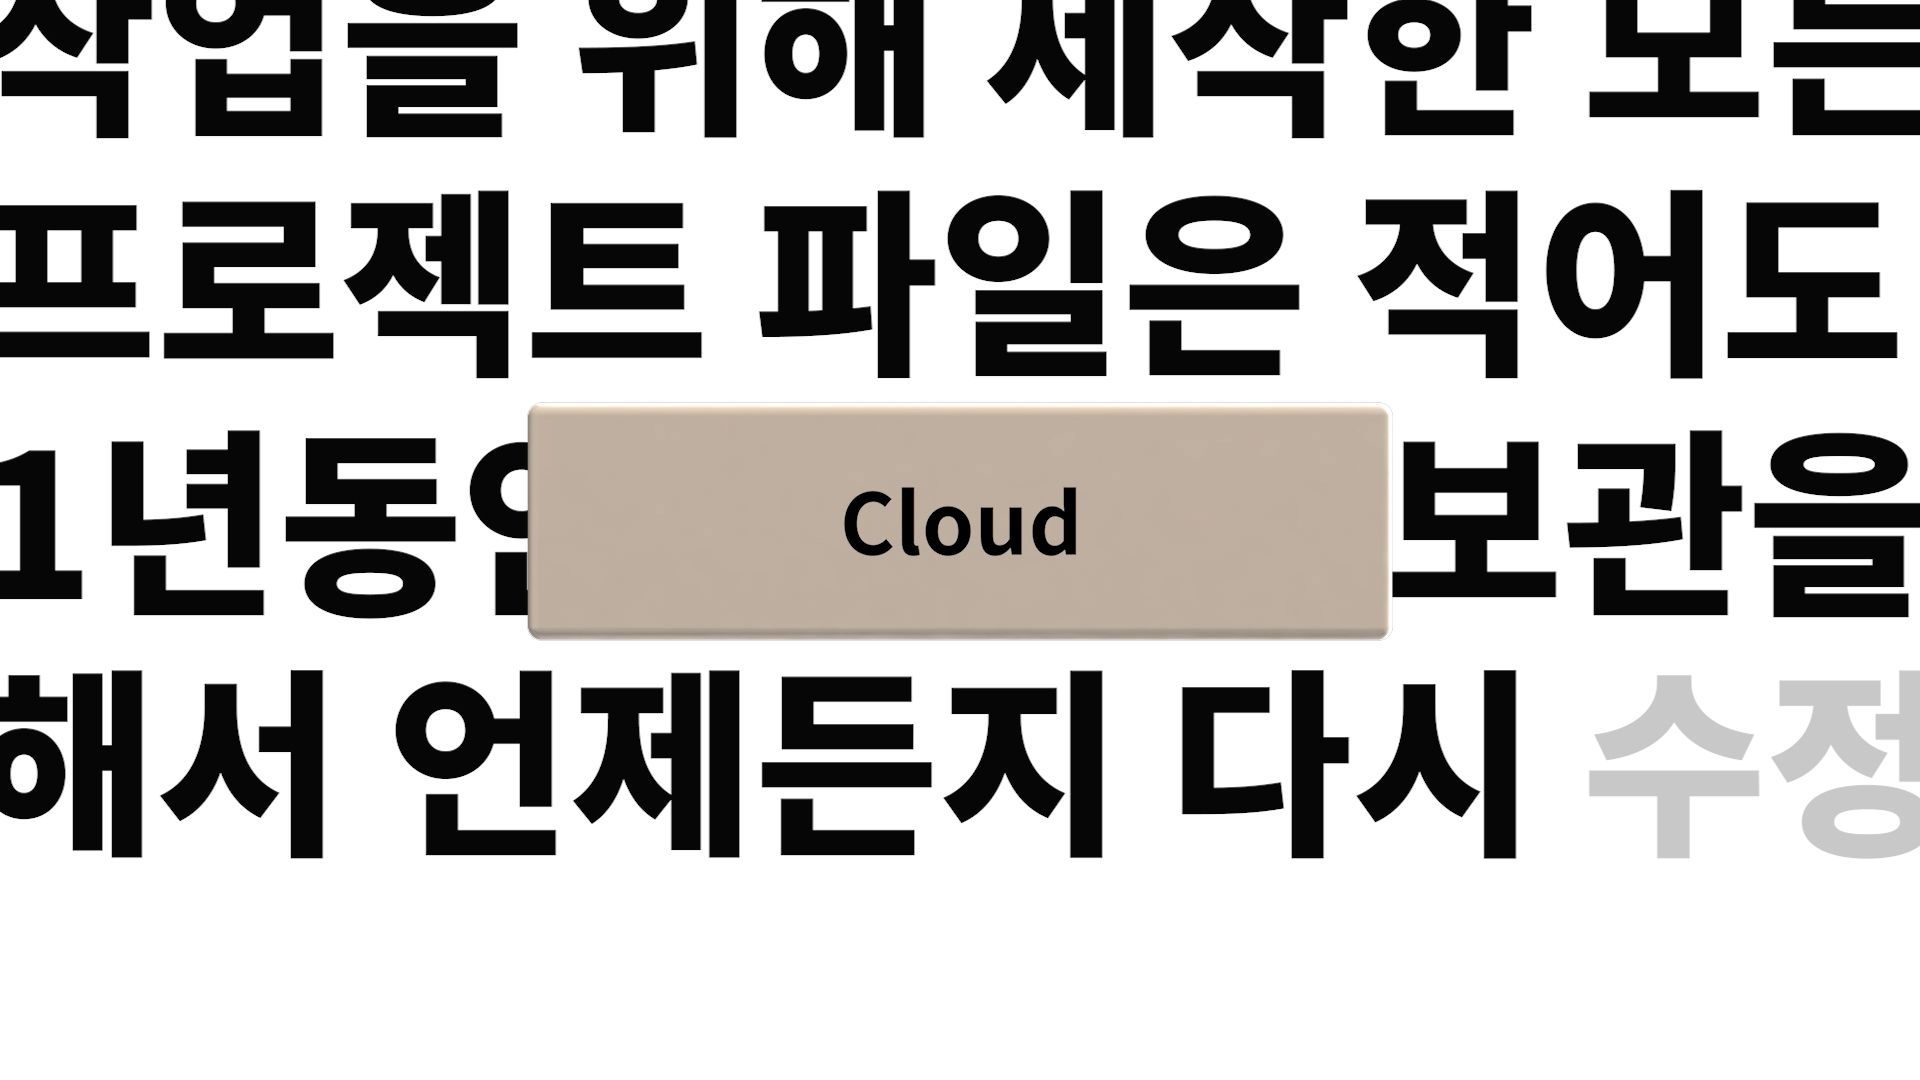 작업을 위해 제작한 모든
프로젝트 파일은 적어도
1년동안
Cloud
보관을
해서 언제든지 다시 수정